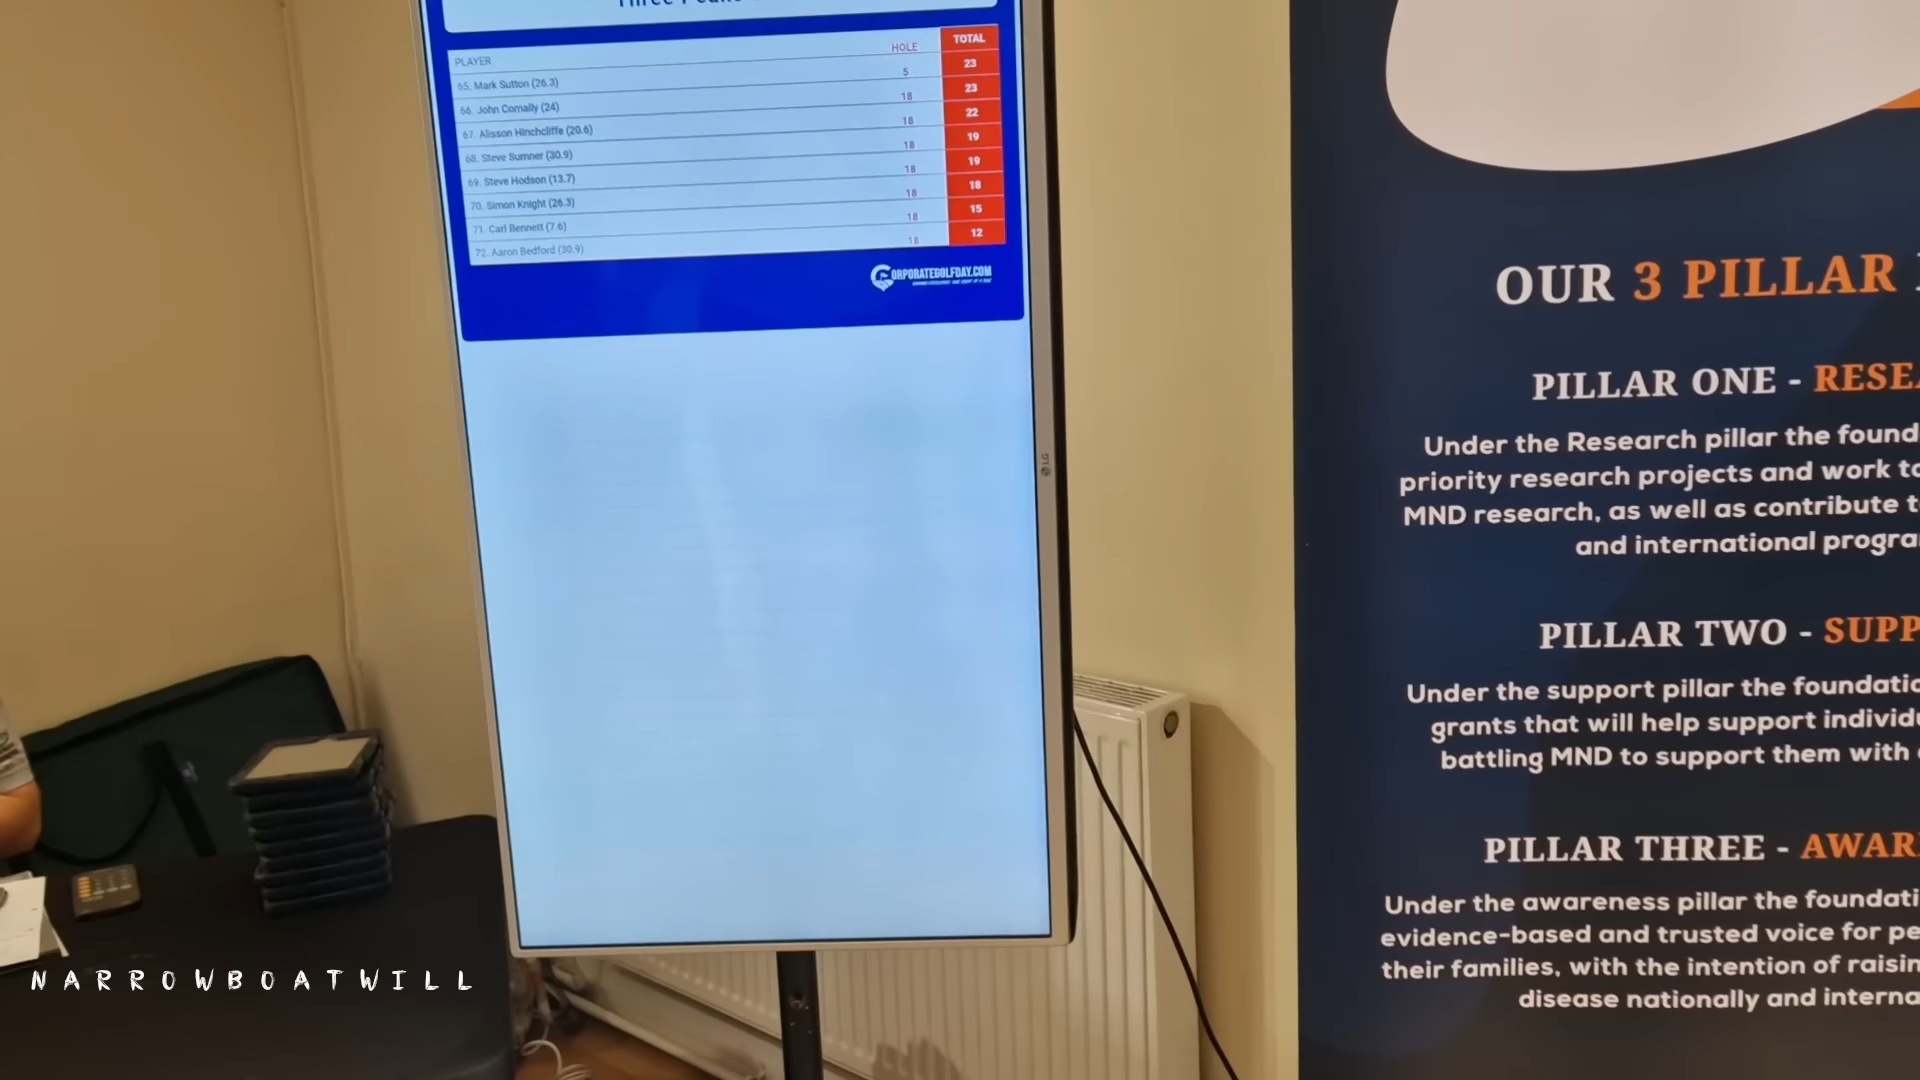 Three Peaks
PLAYER HOLE TOTAL
65. Mark Sutton (26.3) 5 23
66. John Comally (24) 18 23
67. Alisson Hinchcliffe (20.6) 18 22
68. Steve Sumner (30.9) 18 19
69. Steve Hodson (13.7) 18 19
70. Simon Knight (26.3) 18 18
71. Carl Bennett (7.6) 18 15
72. Aaron Bedford (30.9) 18 12
CORPORATEGOLFDAY.COM
LG
OUR 3 PILLAR
PILLAR ONE - RESEA
Under the Research pillar the found
priority research projects and work to
MND research, as well as contribute t
and international progra
PILLAR TWO - SUPP
Under the support pillar the foundatio
grants that will help support individu
battling MND to support them with
PILLAR THREE - AWAR
Under the awareness pillar the foundati
evidence-based and trusted voice for pe
their families, with the intention of raisin
disease nationally and interna
NARROWBOATWILL